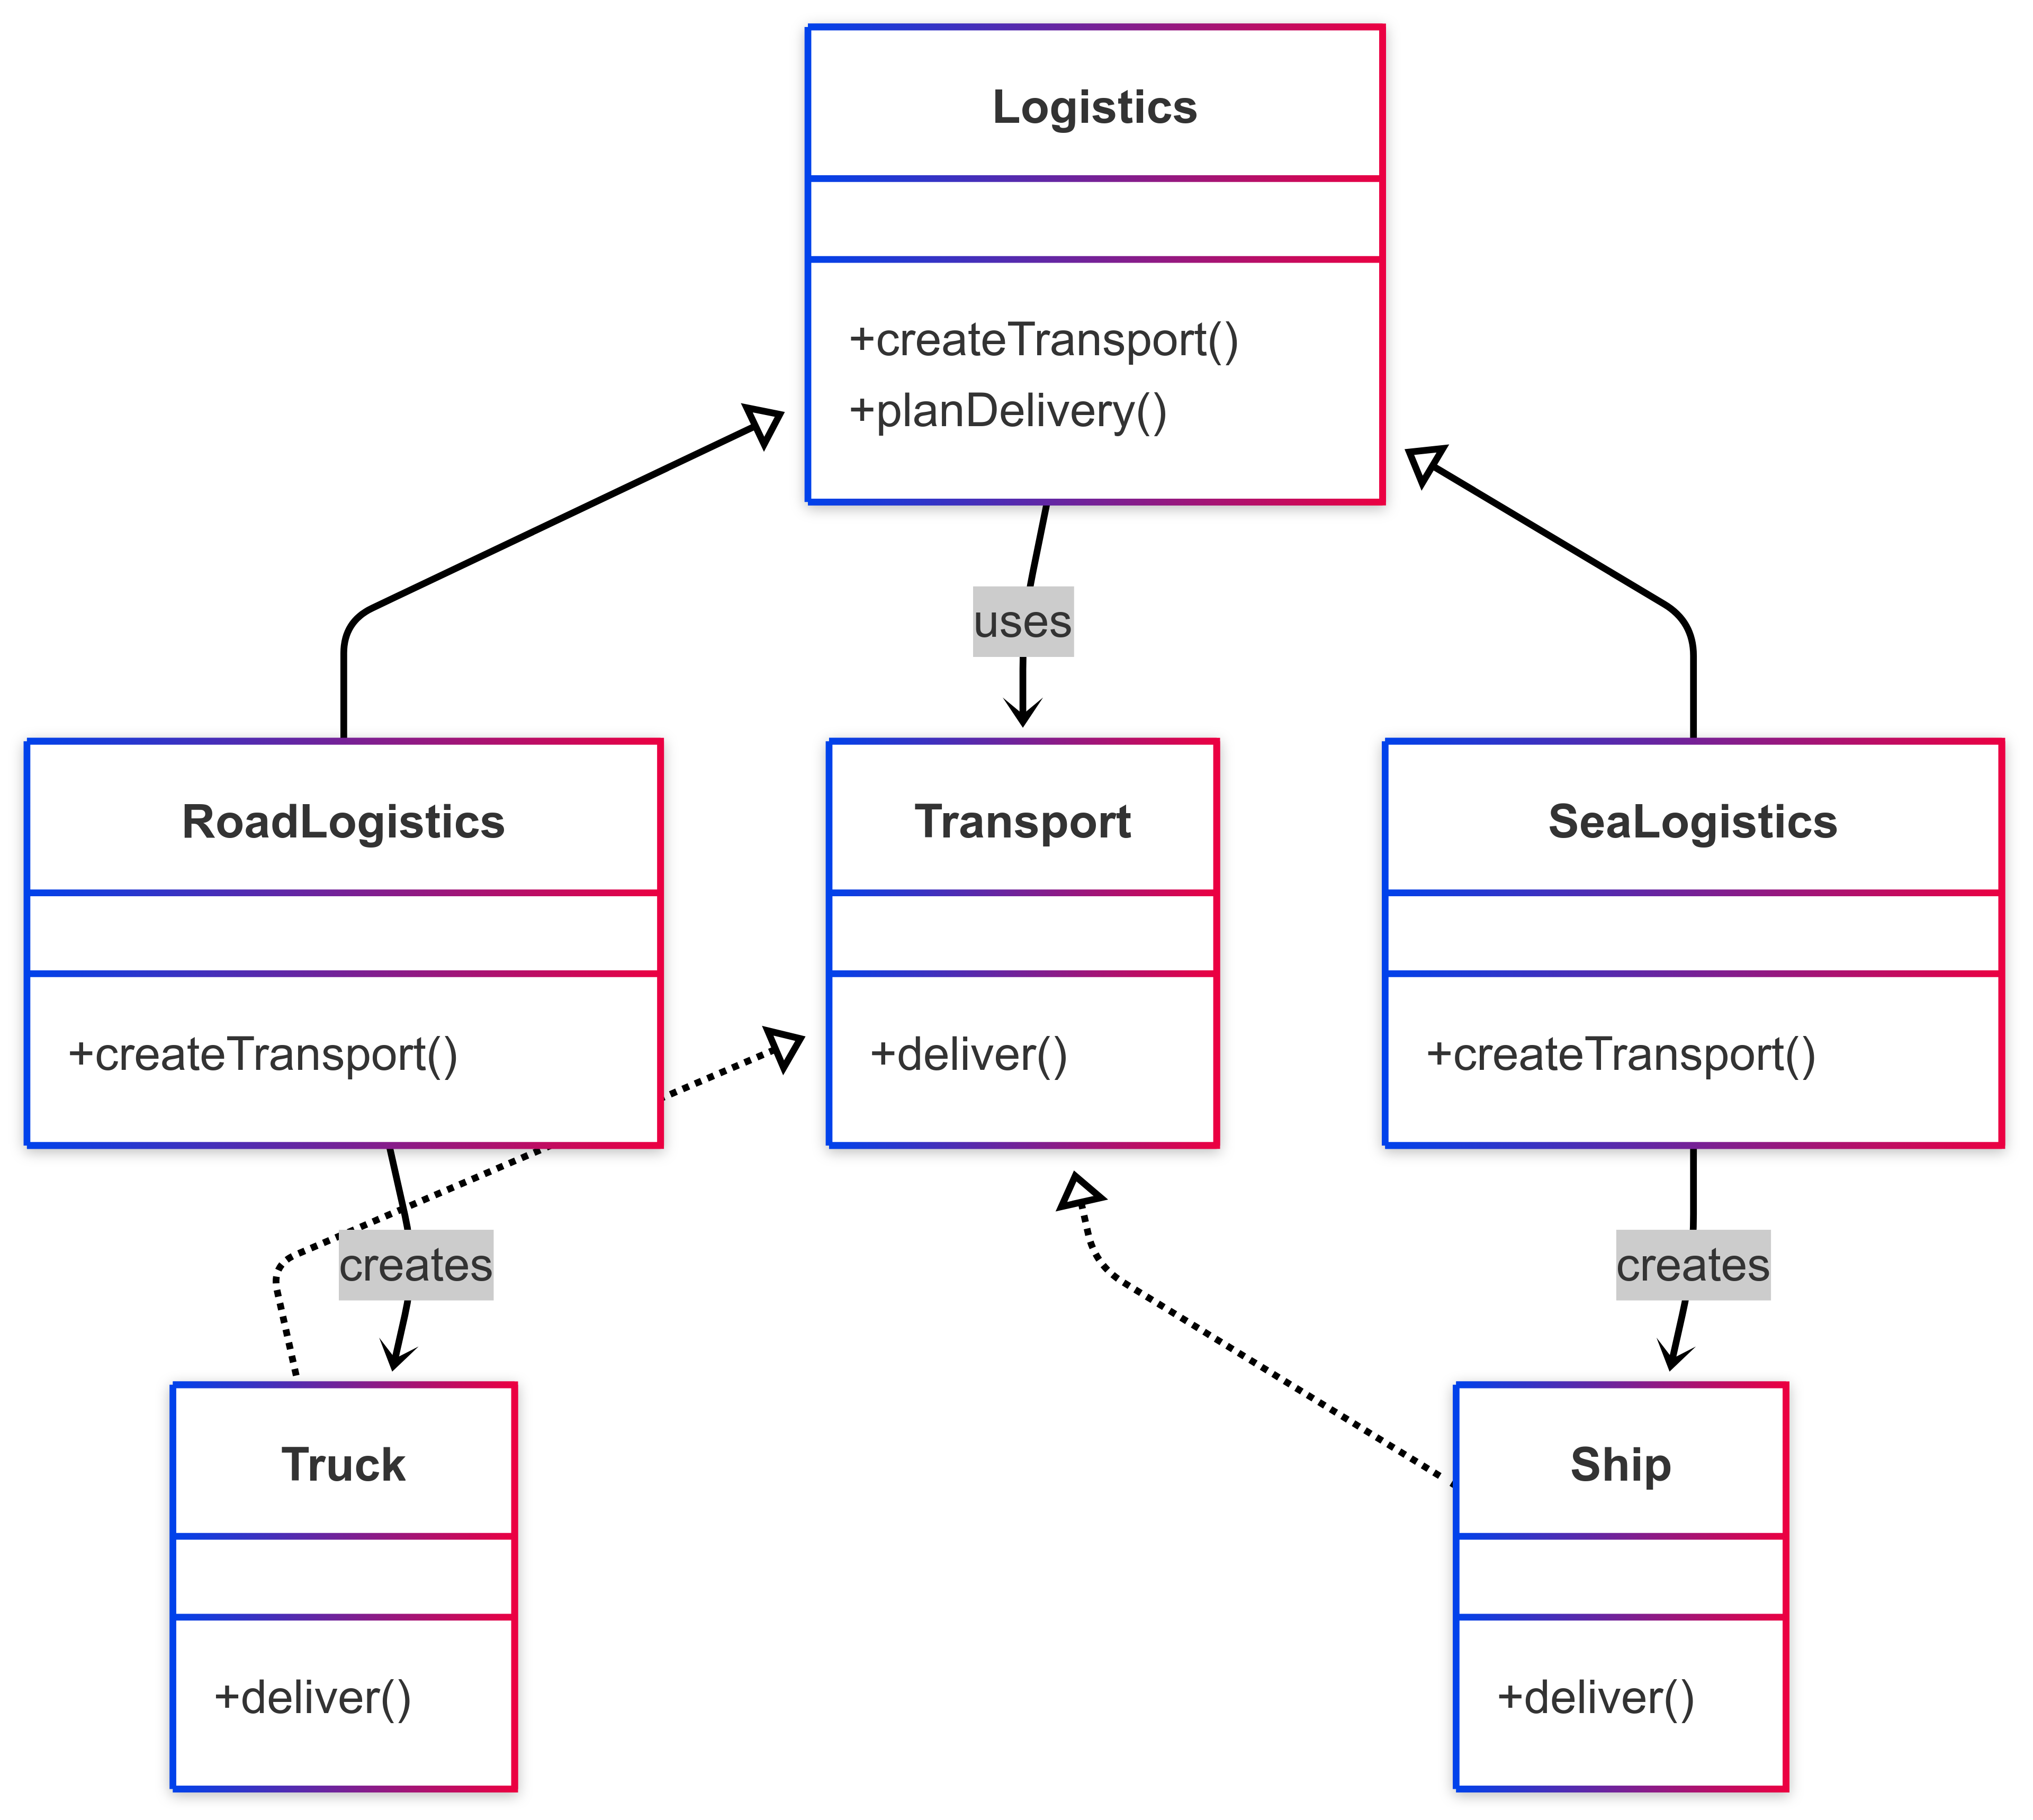 Logistics
+createTransport()
+planDelivery()
uses
RoadLogistics
+createTransport()
Transport
+deliver()
SeaLogistics
+createTransport()
creates
creates
Truck
+deliver()
Ship
+deliver()